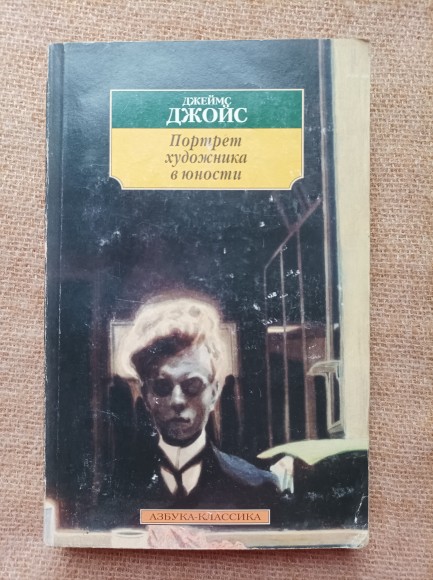 ДЖЕЙМС
ДЖОЙС
Портрет
художника
в юности
АЗБУКА-КЛАССИКА